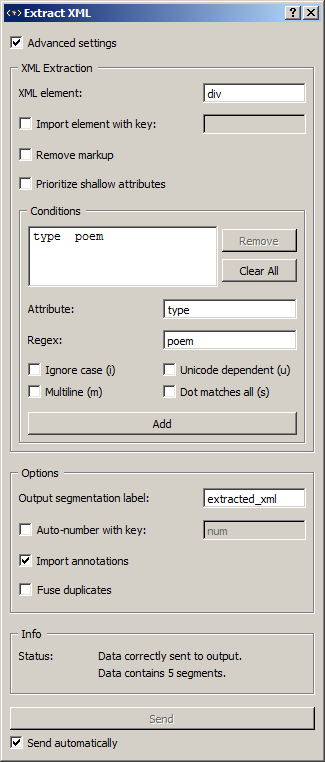 Extract XML
Advanced settings
XML Extraction
XML element: div
Import element with key:
Remove markup
Prioritize shallow attributes
Conditions
type poem
Remove
Clear All
Attribute: type
Regex: poem
Ignore case (i) Unicode dependent (u)
Multiline (m) Dot matches all (s)
Add
Options
Output segmentation label: extracted_xml
Auto-number with key: num
Import annotations
Fuse duplicates
Info
Status: Data correctly sent to output.
Data contains 5 segments.
Send
Send automatically